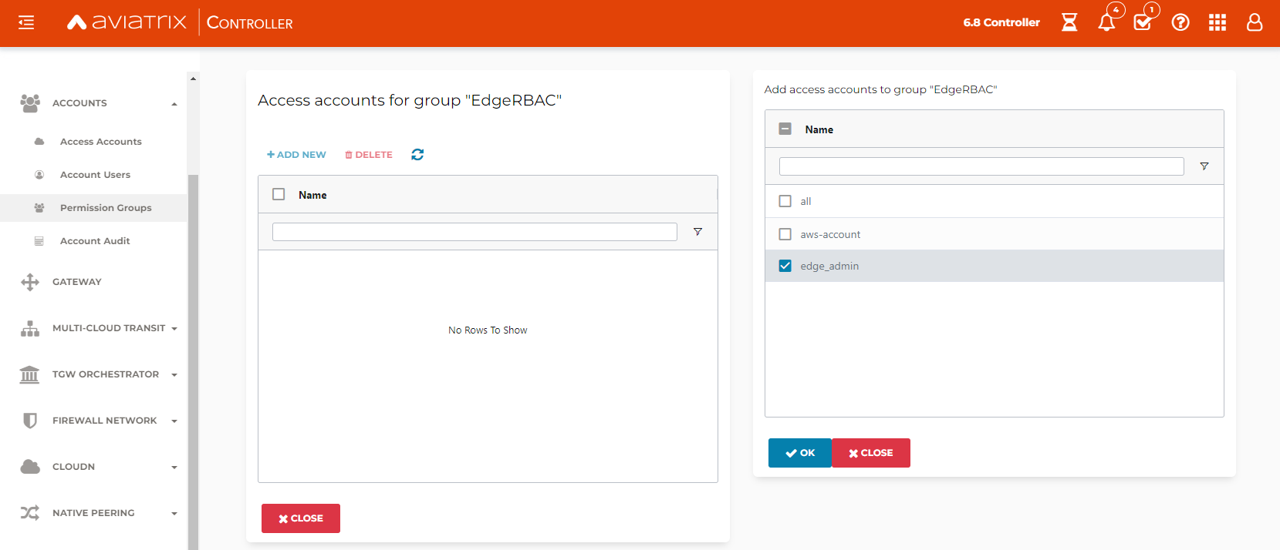 aviatrix CONTROLLER
6.8 Controller
4
1
ACCOUNTS
Access Accounts
Account Users
Permission Groups
Account Audit
GATEWAY
MULTI-CLOUD TRANSIT
TGW ORCHESTRATOR
FIREWALL NETWORK
CLOUDN
NATIVE PEERING
Access accounts for group "EdgeRBAC"
+ ADD NEW DELETE
Name
No Rows To Show
CLOSE
Add access accounts to group "EdgeRBAC"
Name
all
aws-account
edge_admin
OK CLOSE